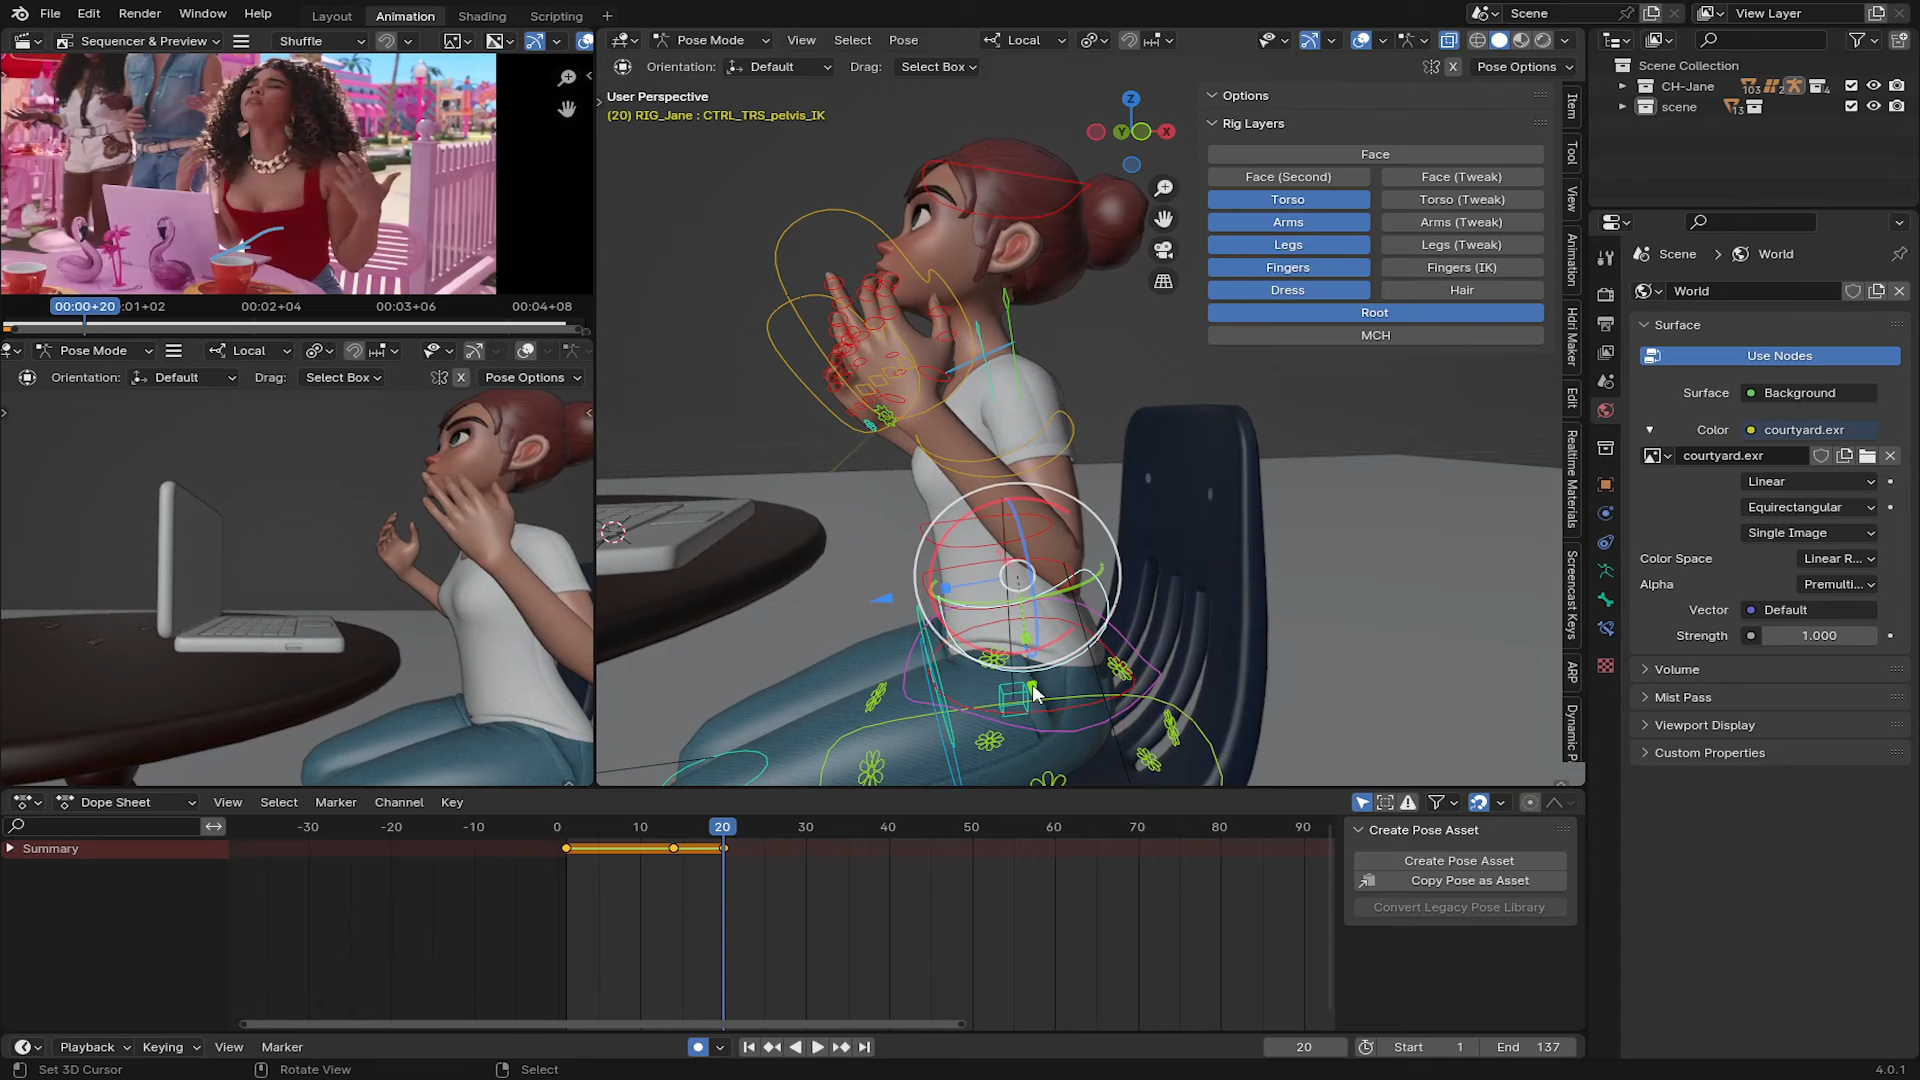 File Edit Render Window Help Layout Animation Shading Scripting + Scene View Layer
Sequencer & Preview Shuffle
Pose Mode View Select Pose Local
Orientation: Default Drag: Select Box X Pose Options
User Perspective
(20) RIG_Jane : CTRL_TRS_pelvis_IK
Z
Y
X
Options
Rig Layers
Face
Face (Second) Face (Tweak)
Torso Torso (Tweak)
Arms Arms (Tweak)
Legs Legs (Tweak)
Fingers Fingers (IK)
Dress Hair
Root
MCH
Item
Tool
View
Animation
Hdri Maker
Edit
Realtime Materials
Screencast Keys
ARP
Dynamic P
Scene Collection
CH-Jane 103 2 4
scene 13
Scene > World
World
Surface
Use Nodes
Surface Background
Color courtyard.exr
courtyard.exr
Linear
Equirectangular
Single Image
Color Space Linear R...
Alpha Premulti...
Vector Default
Strength 1.000
Volume
Mist Pass
Viewport Display
Custom Properties
00:00+20 :01+02 00:02+04 00:03+06 00:04+08
Pose Mode Local
Orientation: Default Drag: Select Box X Pose Options
Dope Sheet View Select Marker Channel Key
-30 -20 -10 0 10 20 30 40 50 60 70 80 90
Summary
Create Pose Asset
Create Pose Asset
Copy Pose as Asset
Convert Legacy Pose Library
Playback Keying View Marker 20 Start 1 End 137
Set 3D Cursor Rotate View Select 4.0.1